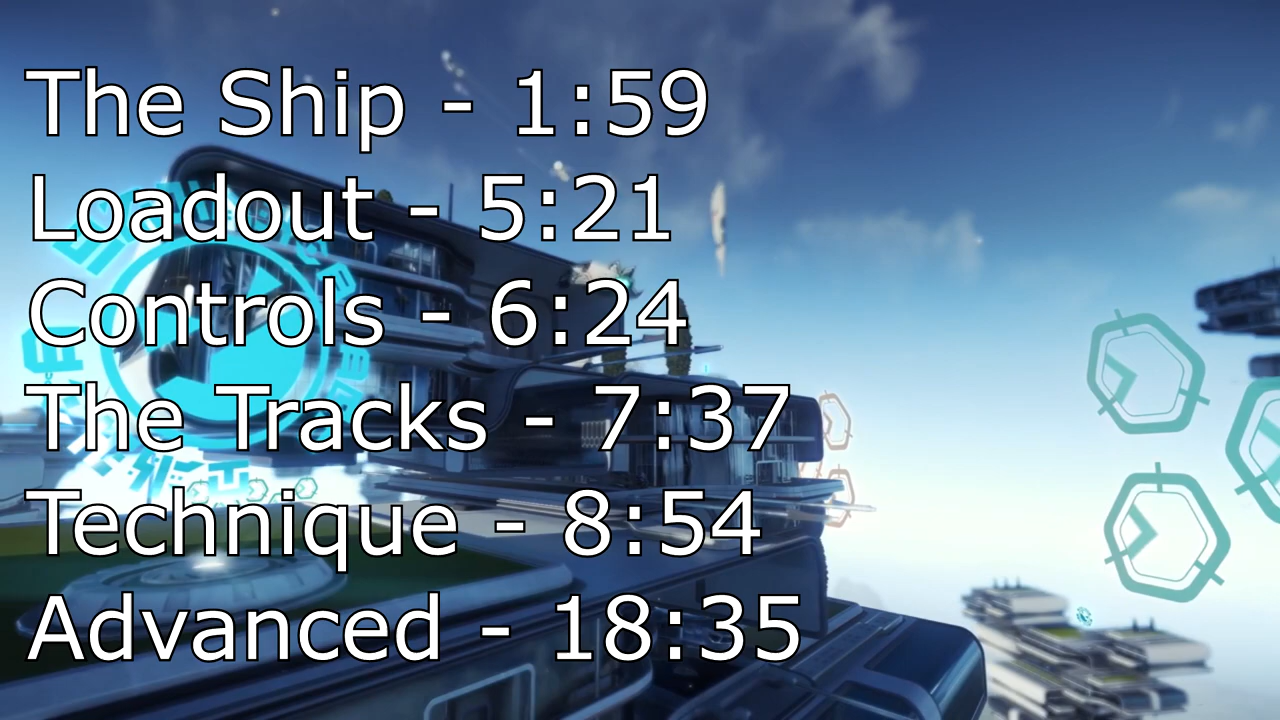 The Ship - 1:59
Loadout - 5:21
Controls - 6:24
The Tracks - 7:37
Technique - 8:54
Advanced - 18:35